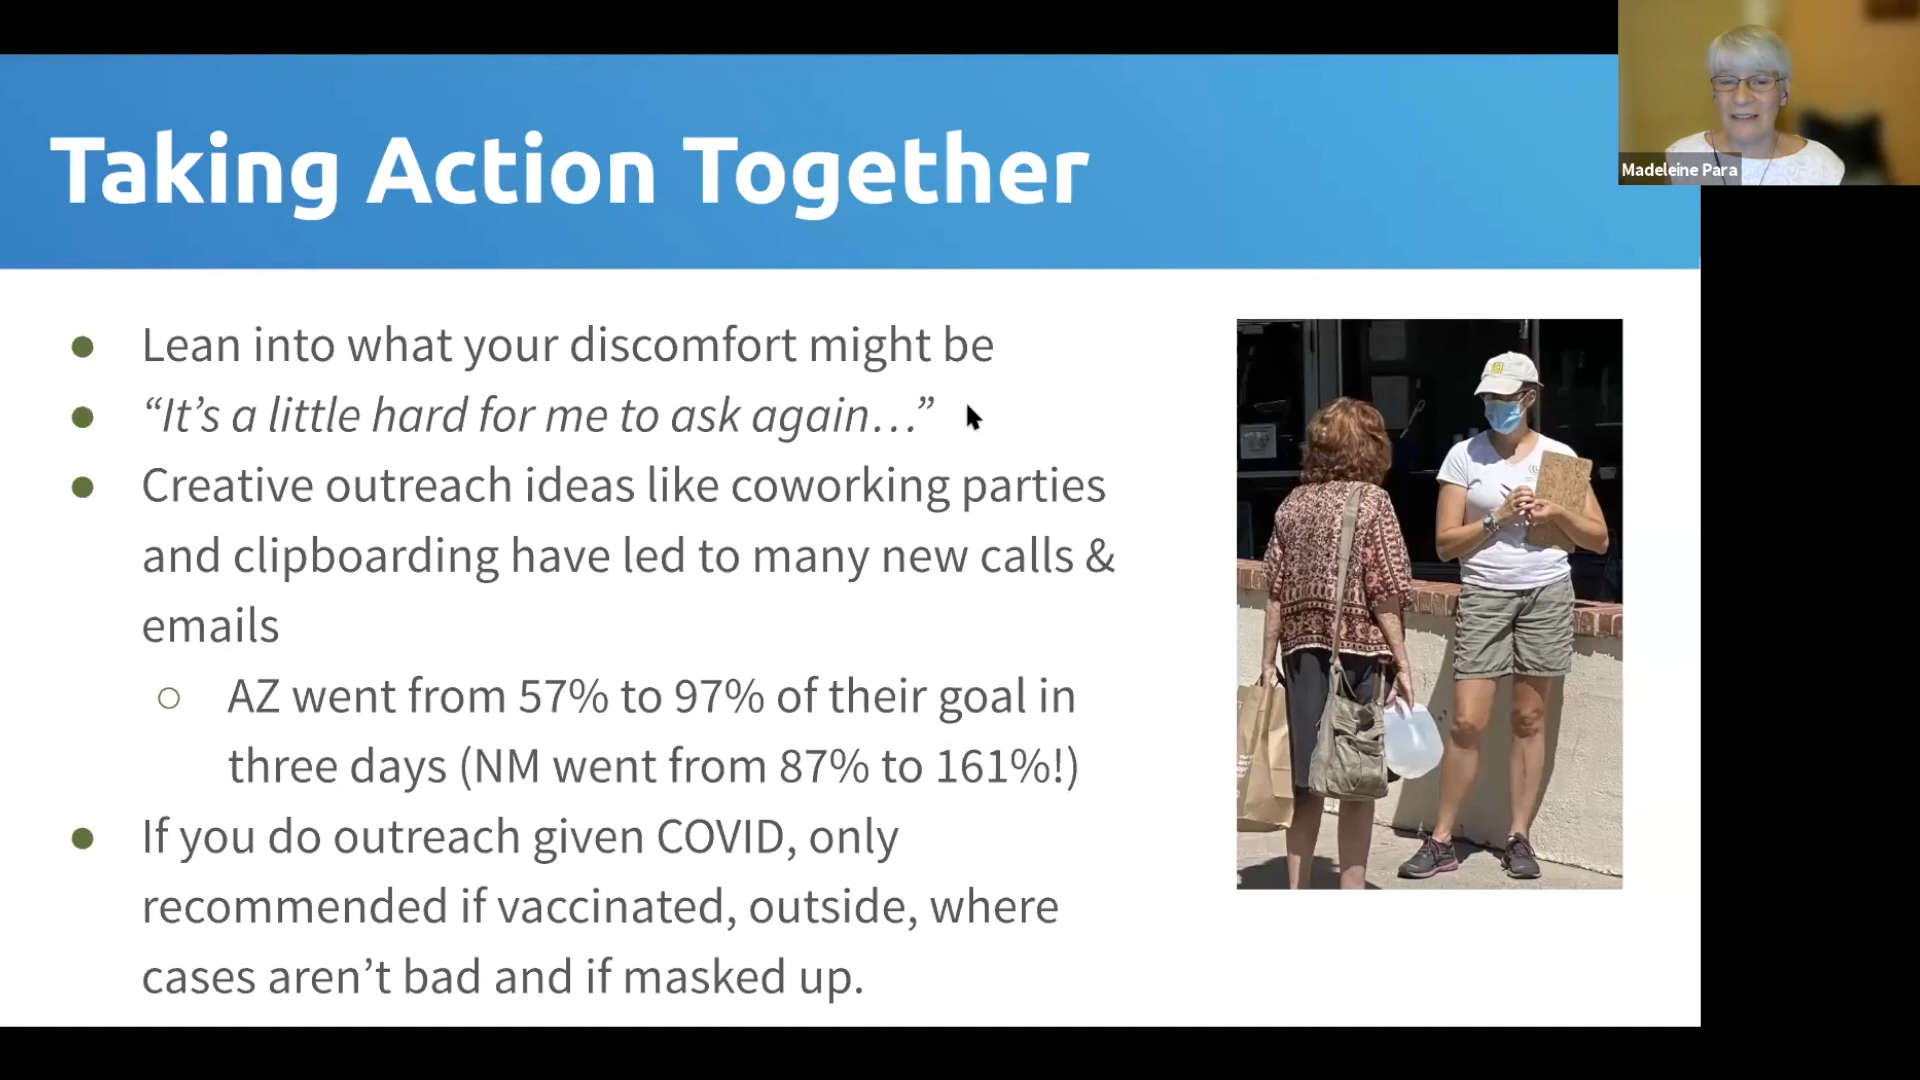 Taking Action Together
Madeleine Para
● Lean into what your discomfort might be
● “It’s a little hard for me to ask again…”
● Creative outreach ideas like coworking parties
and clipboarding have led to many new calls &
emails
○ AZ went from 57% to 97% of their goal in
three days (NM went from 87% to 161%!)
● If you do outreach given COVID, only
recommended if vaccinated, outside, where
cases aren’t bad and if masked up.